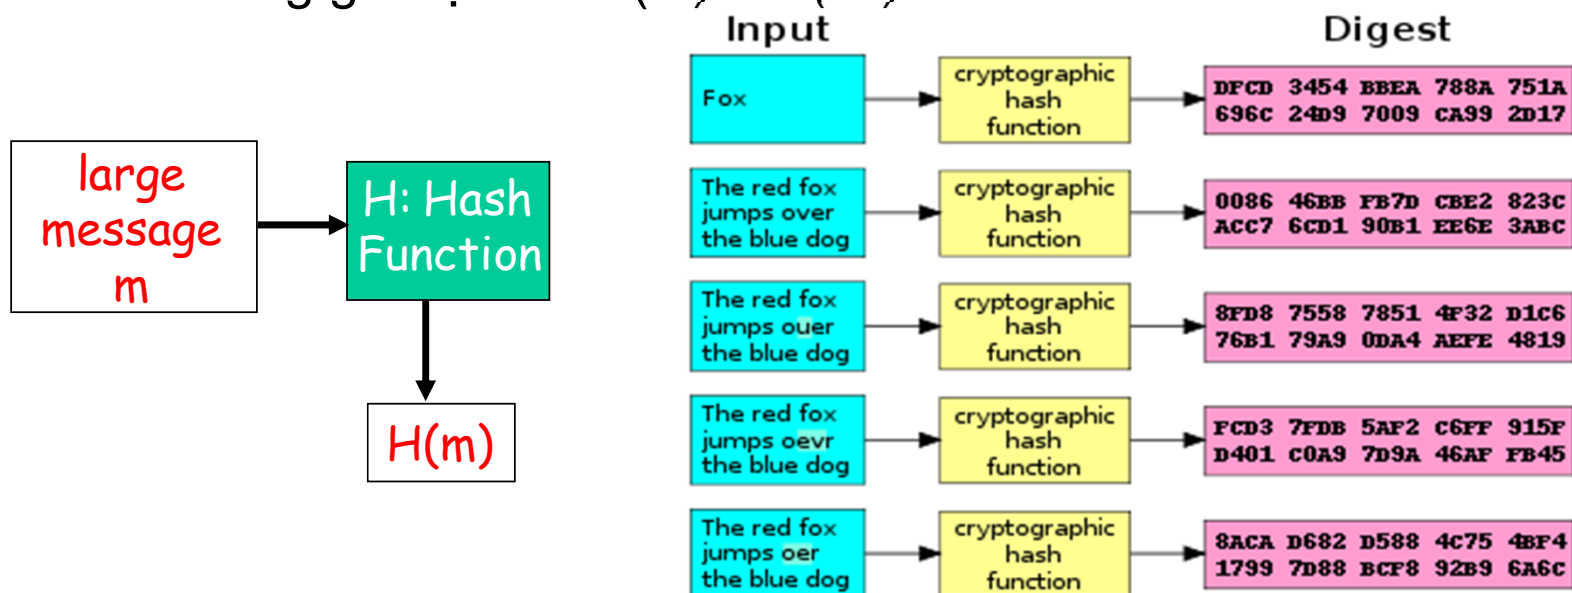 large
message
m
H: Hash
Function
H(m)
Input
Digest
Fox
cryptographic
hash
function
DFCD 3454 BBEA 788A 751A
696C 24D9 7009 CA99 2D17
The red fox
jumps over
the blue dog
cryptographic
hash
function
0086 46BB FB7D CBE2 823C
ACC7 6CD1 90B1 EE6E 3ABC
The red fox
jumps ouer
the blue dog
cryptographic
hash
function
8FD8 7558 7851 4F32 D1C6
76B1 79A9 0DA4 AEFE 4819
The red fox
jumps oevr
the blue dog
cryptographic
hash
function
FCD3 7FDB 5AF2 C6FF 915F
D401 C0A9 7D9A 46AF FB45
The red fox
jumps oer
the blue dog
cryptographic
hash
function
8ACA D682 D588 4C75 4BF4
1799 7D88 BCF8 92B9 6A6C